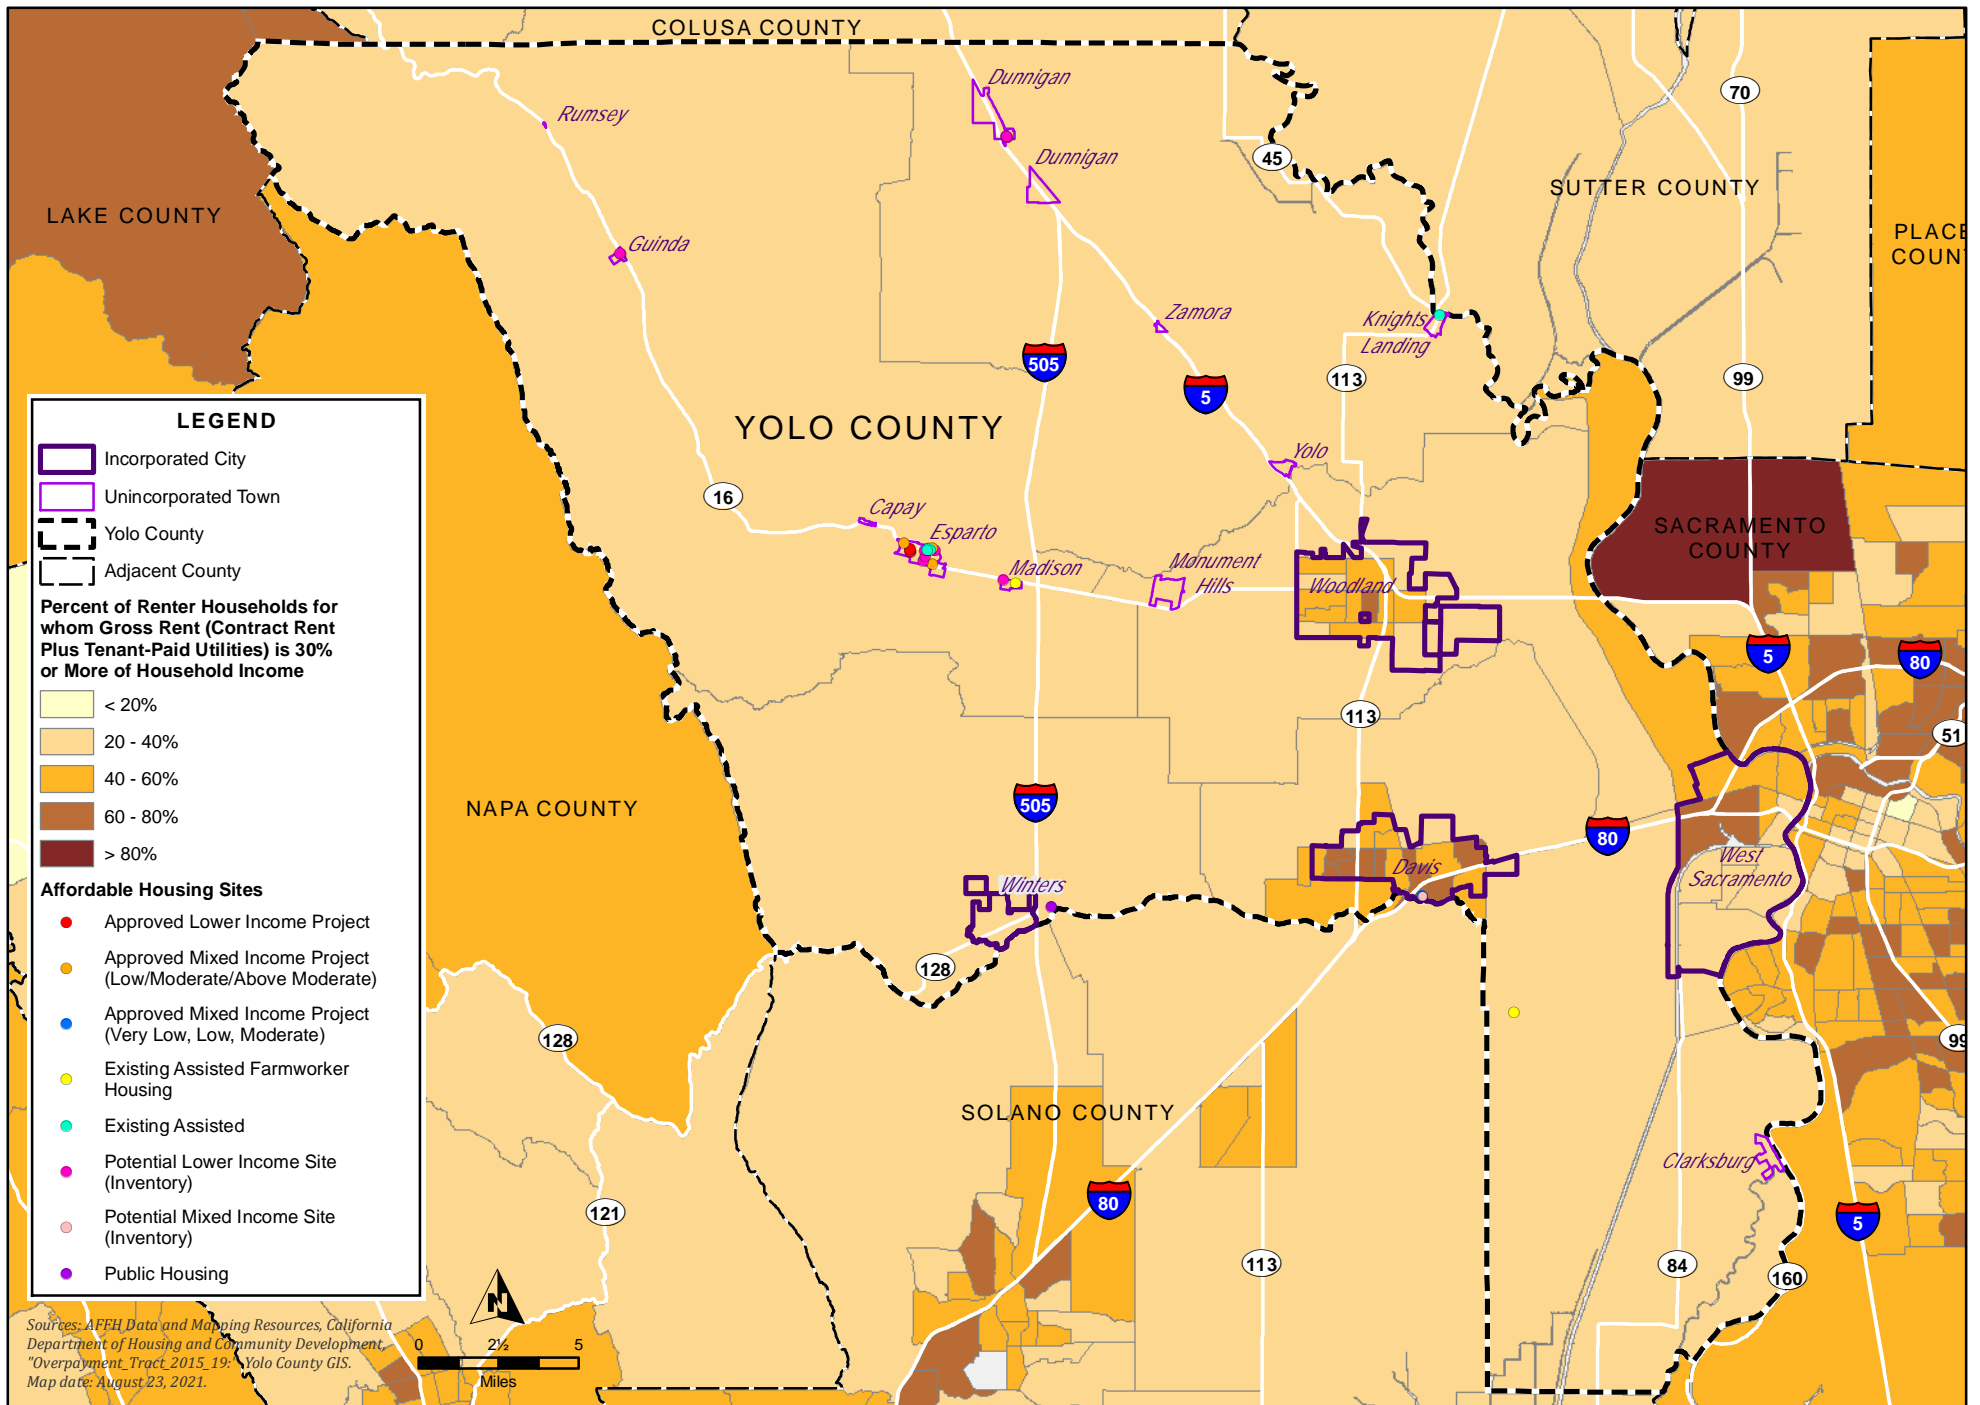 COLUSA COUNTY
Dunnigan
70
Rumsey
Dunnigan
45
SUTTER COUNTY
LAKE COUNTY
PLACE
COUN
Guinda
Zamora
Knights
Landing
505
113
99
5
YOLO COUNTY
Yolo
16
Capay
Esparto
SACRAMENTO
COUNTY
Madison
Monument
Hills
Woodland
5
80
113
51
NAPA COUNTY
505
80
Davis
West
Sacramento
Winters
128
128
99
SOLANO COUNTY
Clarksburg
80
121
5
113
84
160
LEGEND
Incorporated City
Unincorporated Town
Yolo County
Adjacent County
Percent of Renter Households for
whom Gross Rent (Contract Rent
Plus Tenant-Paid Utilities) is 30%
or More of Household Income
< 20%
20 - 40%
40 - 60%
60 - 80%
> 80%
Affordable Housing Sites
Approved Lower Income Project
Approved Mixed Income Project
(Low/Moderate/Above Moderate)
Approved Mixed Income Project
(Very Low, Low, Moderate)
Existing Assisted Farmworker
Housing
Existing Assisted
Potential Lower Income Site
(Inventory)
Potential Mixed Income Site
(Inventory)
Public Housing
Sources: AFFH Data and Mapping Resources, California
Department of Housing and Community Development,
"Overpayment_Tract_2015_19;" Yolo County GIS.
Map date: August 23, 2021.
N
0 2½ 5
Miles